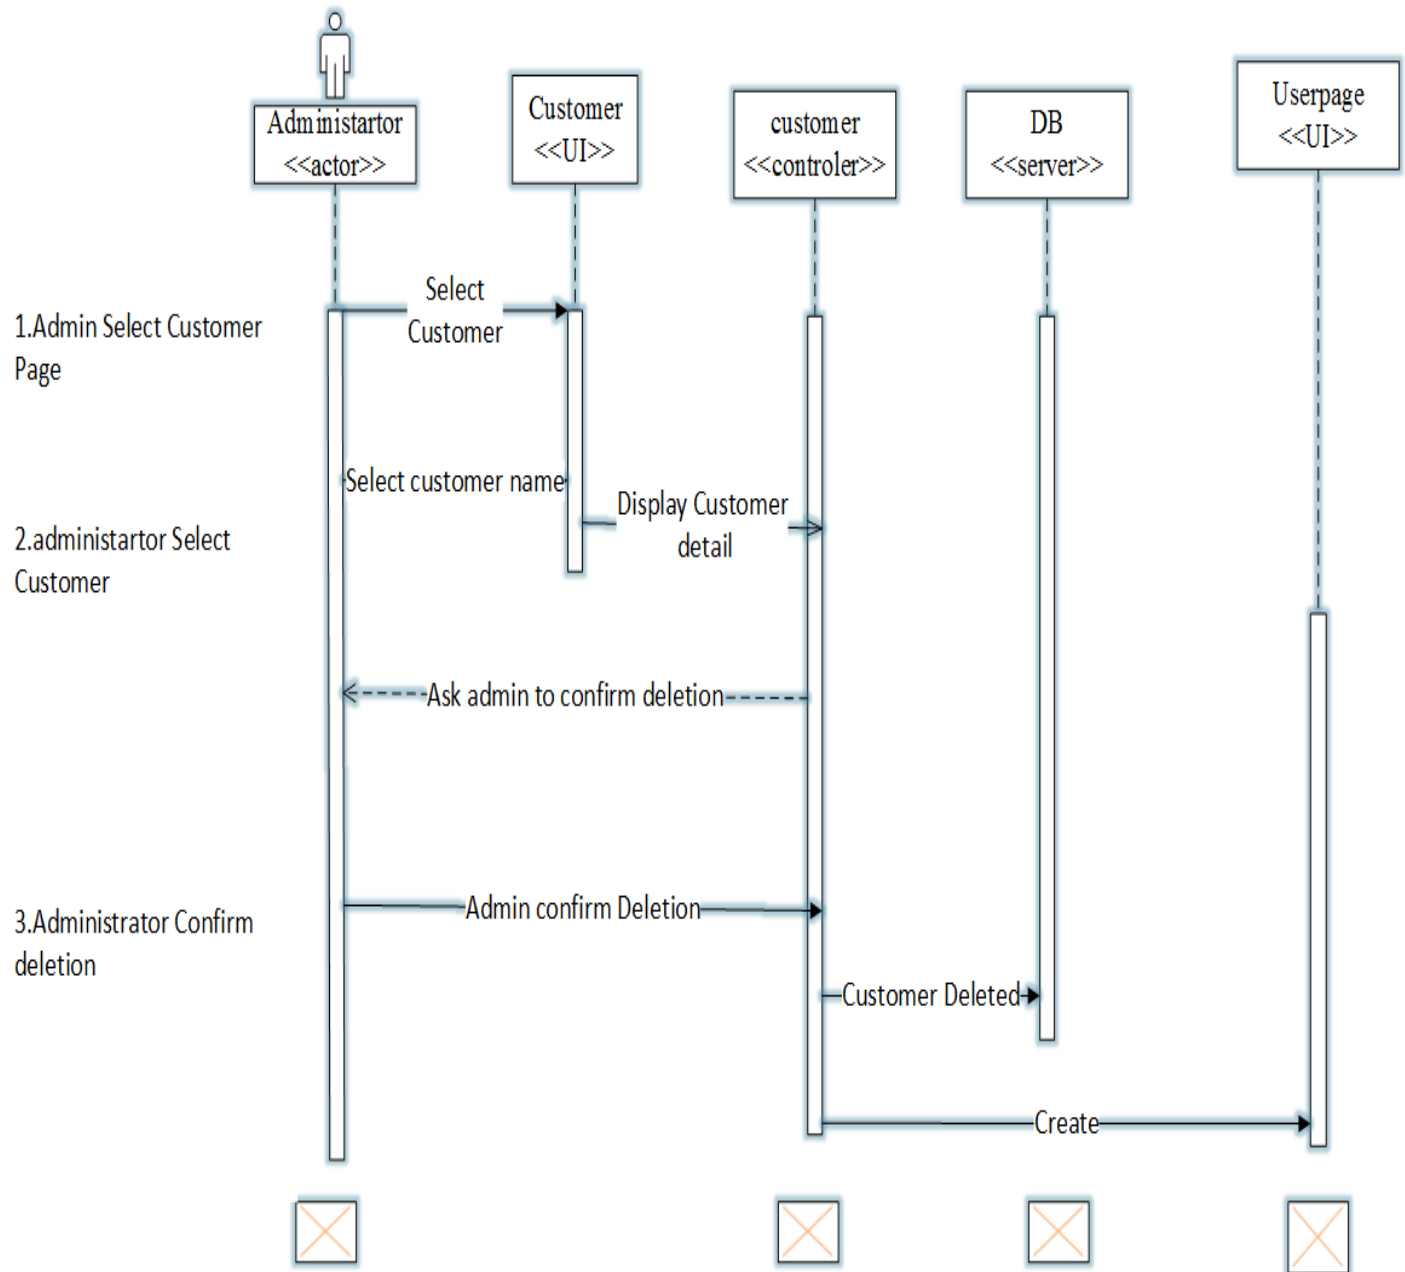 Administartor
<<actor>>
Customer
<<UI>>
customer
<<controler>>
DB
<<server>>
Userpage
<<UI>>
Select
Customer
1.Admin Select Customer
Page
Select customer name
Display Customer
detail
2.administartor Select
Customer
Ask admin to confirm deletion
Admin confirm Deletion
3.Administrator Confirm
deletion
Customer Deleted
Create